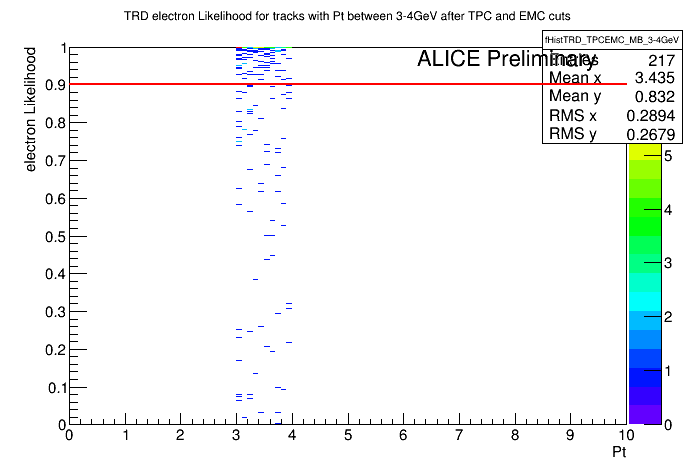 TRD electron Likelihood for tracks with Pt between 3-4GeV after TPC and EMC cuts
fHistTRD_TPCEMC_MB_3-4GeV
ALICE Preliminary
Entries 217
Mean x 3.435
Mean y 0.832
RMS x 0.2894
RMS y 0.2679
electron Likelihood
1
0.9
0.8
0.7
0.6
0.5
0.4
0.3
0.2
0.1
0
0 1 2 3 4 5 6 7 8 9 10
Pt
5
4
3
2
1
0